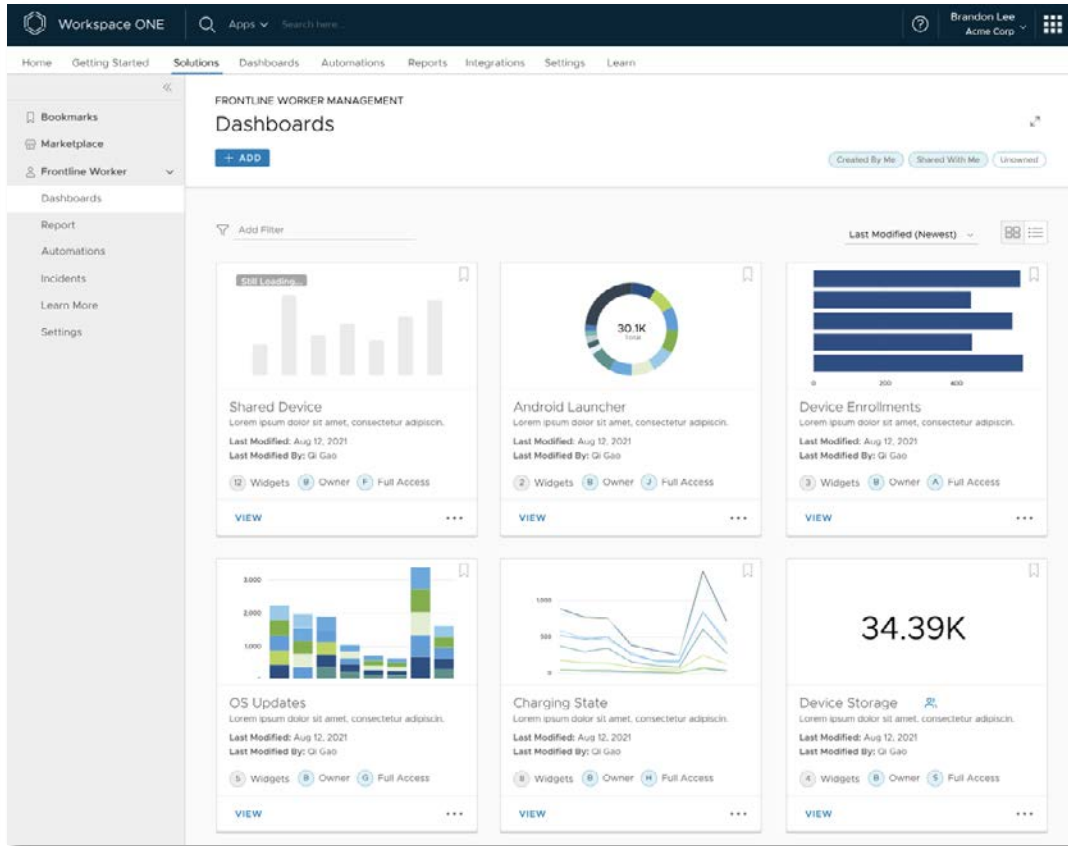 Workspace ONE
Apps
Search here...
Brandon Lee
Acme Corp
Home Getting Started Solutions Dashboards Automations Reports Integrations Settings Learn
Bookmarks
Marketplace
Frontline Worker
Dashboards
Report
Automations
Incidents
Learn More
Settings
FRONTLINE WORKER MANAGEMENT
Dashboards
+ ADD
Created By Me Shared With Me Unowned
Add Filter
Last Modified (Newest)
Still Loading...
Shared Device
Lorem ipsum dolor sit amet, consectetur adipiscin.
Last Modified: Aug 12, 2021
Last Modified By: Qi Gao
12 Widgets B Owner F Full Access
VIEW
30.1K
Total
Android Launcher
Lorem ipsum dolor sit amet, consectetur adipiscin.
Last Modified: Aug 12, 2021
Last Modified By: Qi Gao
2 Widgets B Owner J Full Access
VIEW
0 200 400
Device Enrollments
Lorem ipsum dolor sit amet, consectetur adipiscin.
Last Modified: Aug 12, 2021
Last Modified By: Qi Gao
3 Widgets B Owner A Full Access
VIEW
3,000
2,000
1,000
OS Updates
Lorem ipsum dolor sit amet, consectetur adipiscin.
Last Modified: Aug 12, 2021
Last Modified By: Qi Gao
5 Widgets B Owner G Full Access
VIEW
1,000
500
0
Charging State
Lorem ipsum dolor sit amet, consectetur adipiscin.
Last Modified: Aug 12, 2021
Last Modified By: Qi Gao
8 Widgets B Owner H Full Access
VIEW
34.39K
Device Storage
Lorem ipsum dolor sit amet, consectetur adipiscin.
Last Modified: Aug 12, 2021
Last Modified By: Qi Gao
4 Widgets B Owner S Full Access
VIEW